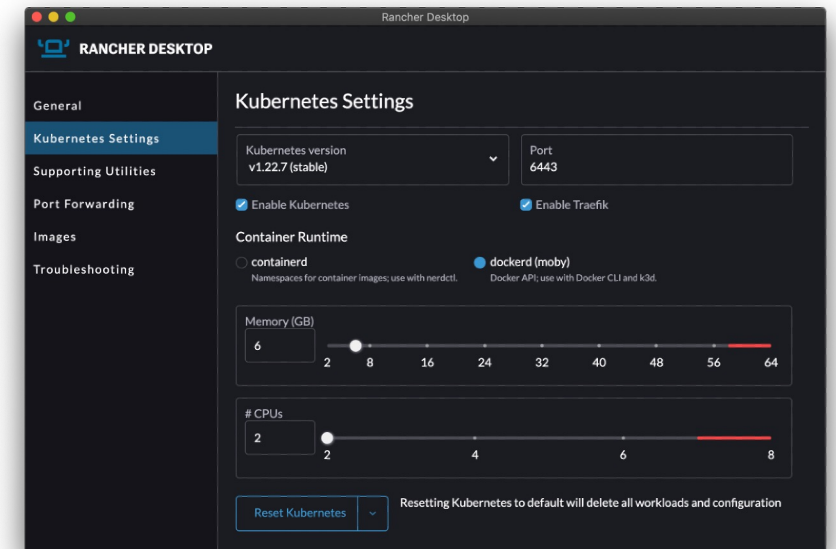 Rancher Desktop
RANCHER DESKTOP
General
Kubernetes Settings
Supporting Utilities
Port Forwarding
Images
Troubleshooting
Kubernetes Settings
Kubernetes version
v1.22.7 (stable)
Port
6443
Enable Kubernetes
Enable Traefik
Container Runtime
containerd
Namespaces for container images; use with nerdctl.
dockerd (moby)
Docker API; use with Docker CLI and k3d.
Memory (GB)
6
2 8 16 24 32 40 48 56 64
# CPUs
2
2 4 6 8
Reset Kubernetes
Resetting Kubernetes to default will delete all workloads and configuration